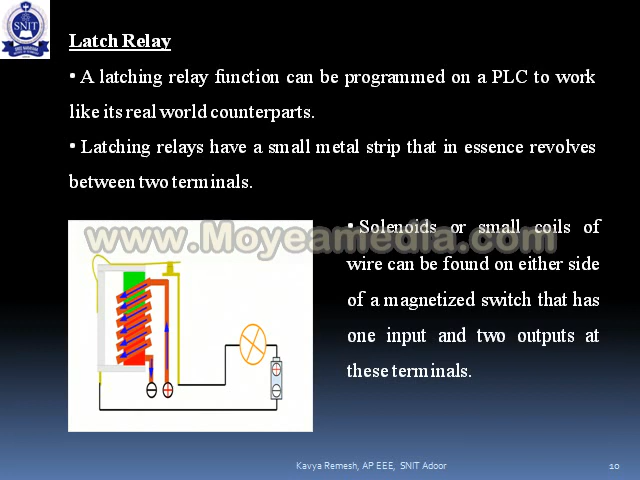 SNIT
Latch Relay
• A latching relay function can be programmed on a PLC to work
like its real world counterparts.
• Latching relays have a small metal strip that in essence revolves
between two terminals.
www.Moyeamedia.com
• Solenoids or small coils of
wire can be found on either side
of a magnetized switch that has
one input and two outputs at
these terminals.
Kavya Remesh, AP EEE, SNIT Adoor
10